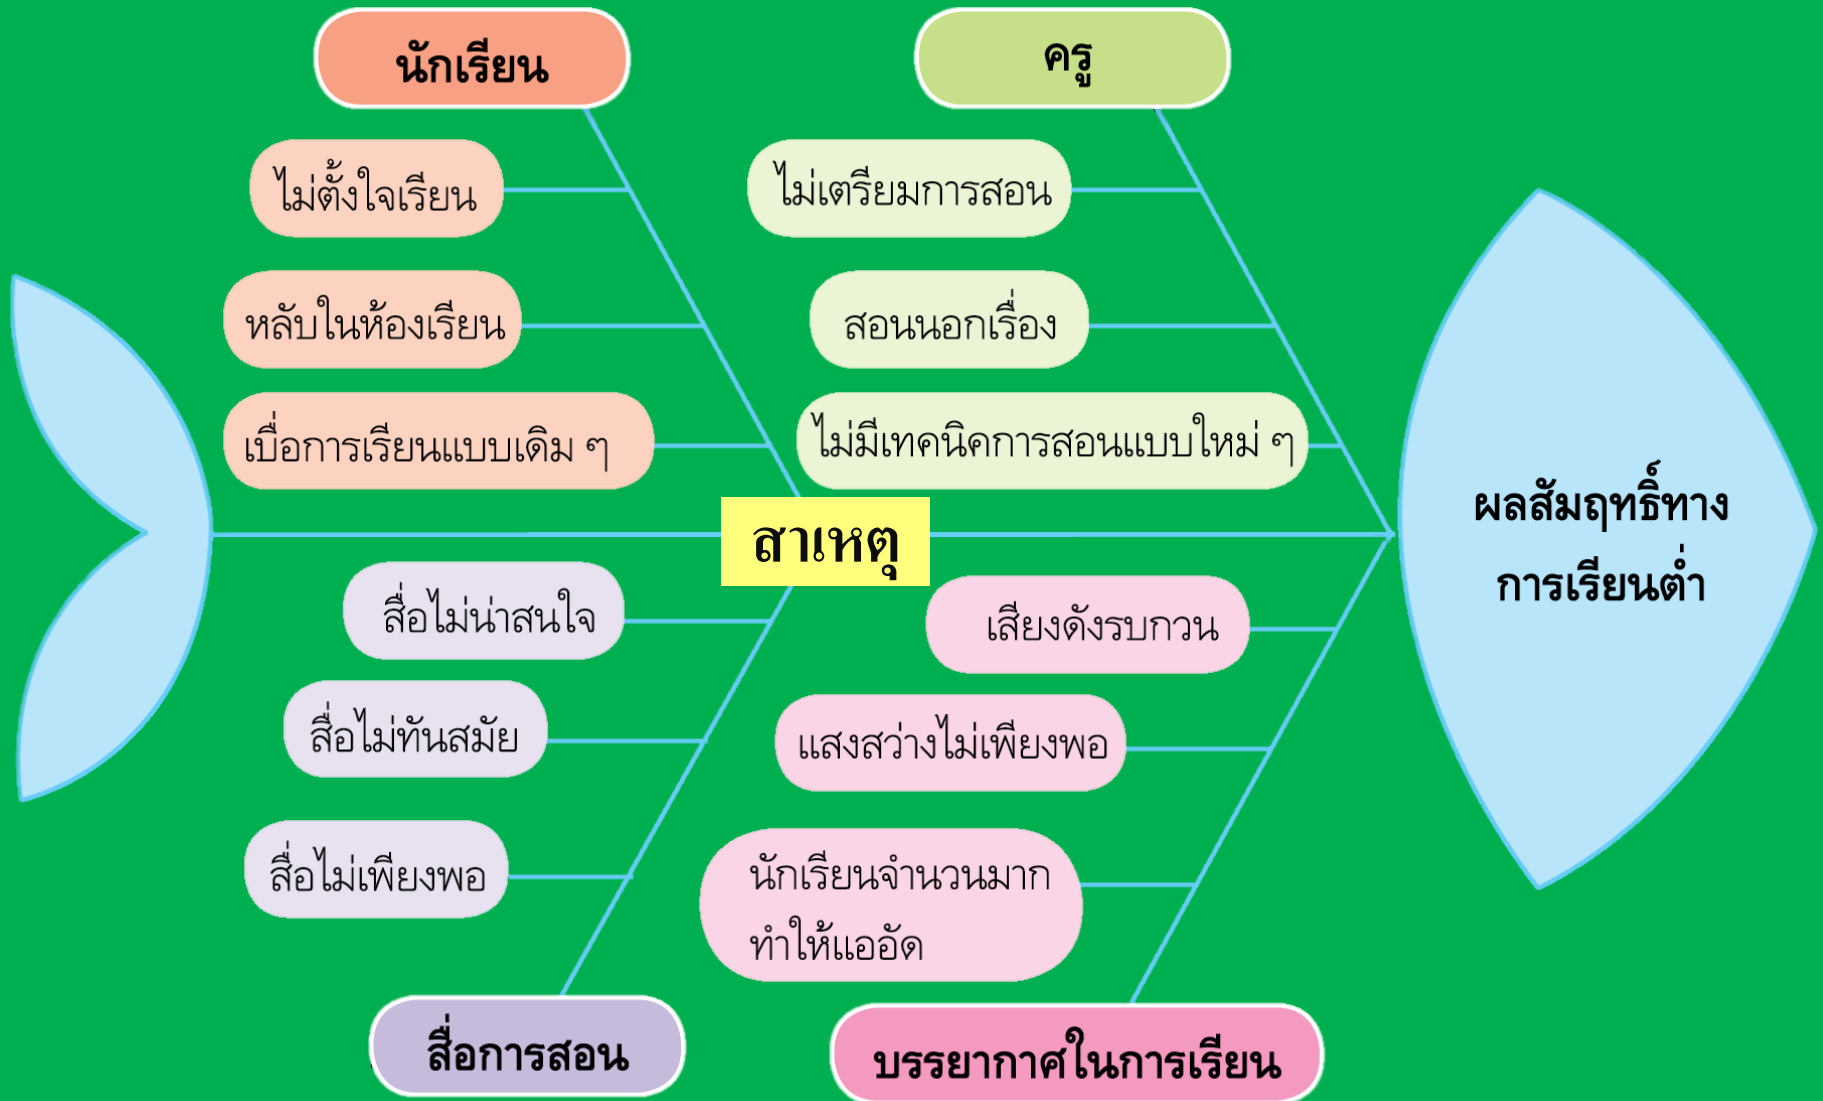 นักเรียน
ไม่ตั้งใจเรียน
หลับในห้องเรียน
เบื่อการเรียนแบบเดิม ๆ
ครู
ไม่เตรียมการสอน
สอนนอกเรื่อง
ไม่มีเทคนิคการสอนแบบใหม่ ๆ
สาเหตุ
ผลสัมฤทธิ์ทาง
การเรียนต่ำ
สื่อไม่น่าสนใจ
สื่อไม่ทันสมัย
สื่อไม่เพียงพอ
สื่อการสอน
เสียงดังรบกวน
แสงสว่างไม่เพียงพอ
นักเรียนจำนวนมาก
ทำให้แออัด
บรรยากาศในการเรียน